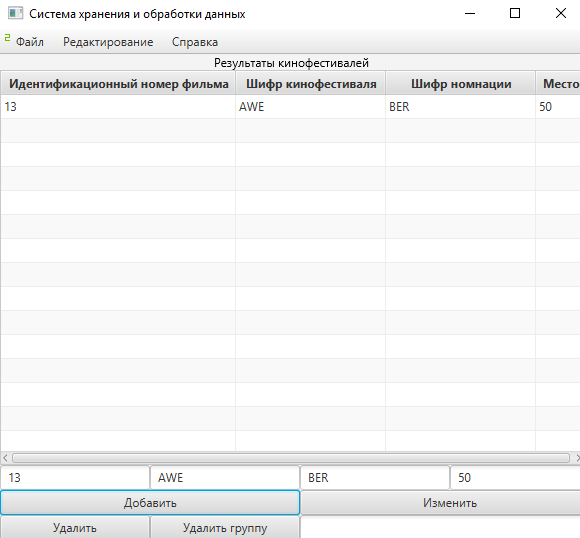 Система хранения и обработки данных
2 Файл Редактирование Справка
Результаты кинофестивалей
Идентификационный номер фильма Шифр кинофестиваля Шифр номнации Место
13 AWE BER 50
13 AWE BER 50
Добавить Изменить
Удалить Удалить группу